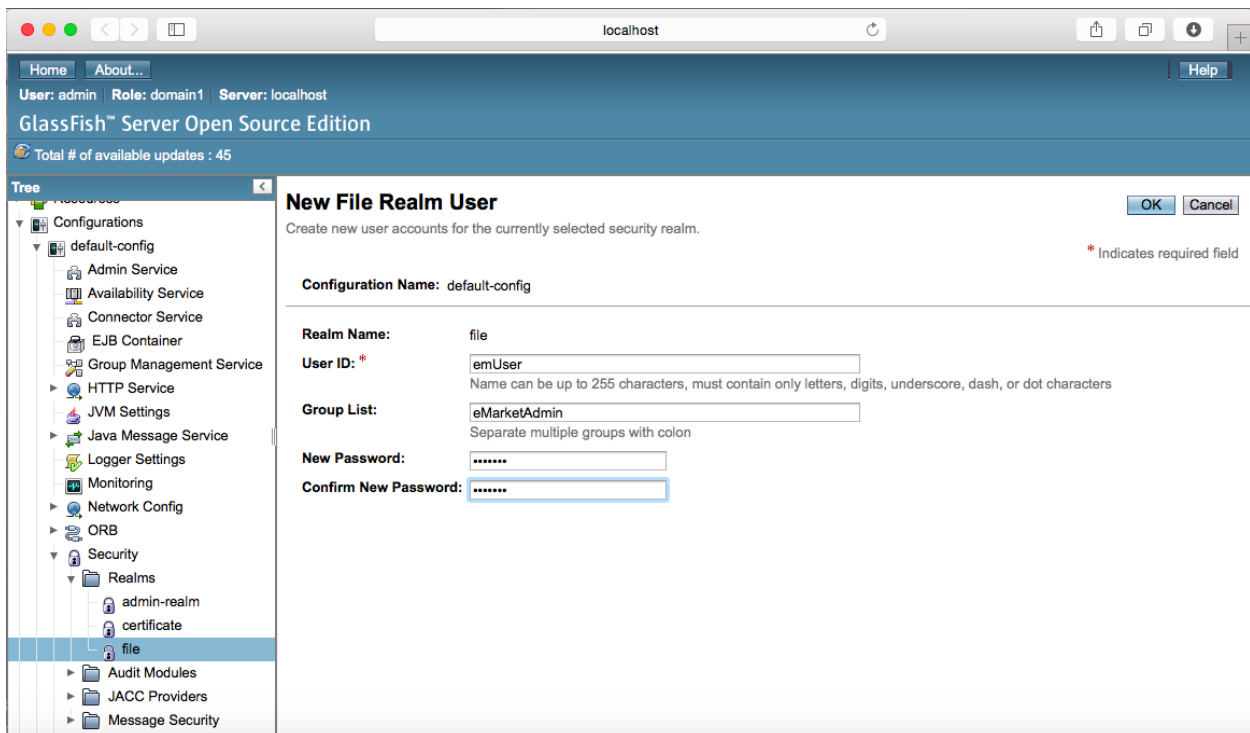 localhost
Home About... Help
User: admin Role: domain1 Server: localhost
GlassFish™ Server Open Source Edition
Total # of available updates : 45
Tree
Resources
Configurations
default-config
Admin Service
Availability Service
Connector Service
EJB Container
Group Management Service
HTTP Service
JVM Settings
Java Message Service
Logger Settings
Monitoring
Network Config
ORB
Security
Realms
admin-realm
certificate
file
Audit Modules
JACC Providers
Message Security
New File Realm User
OK Cancel
Create new user accounts for the currently selected security realm.
* Indicates required field
Configuration Name: default-config
Realm Name: file
User ID: * emUser
Name can be up to 255 characters, must contain only letters, digits, underscore, dash, or dot characters
Group List: eMarketAdmin
Separate multiple groups with colon
New Password: •••••••
Confirm New Password: •••••••